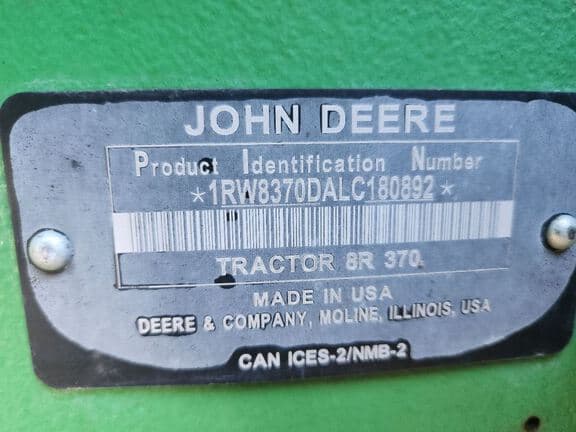 JOHN DEERE
Product Identification Number
*1RW8370DALC180892*
TRACTOR 8R 370
MADE IN USA
DEERE & COMPANY, MOLINE, ILLINOIS, USA
CAN ICES-2/NMB-2